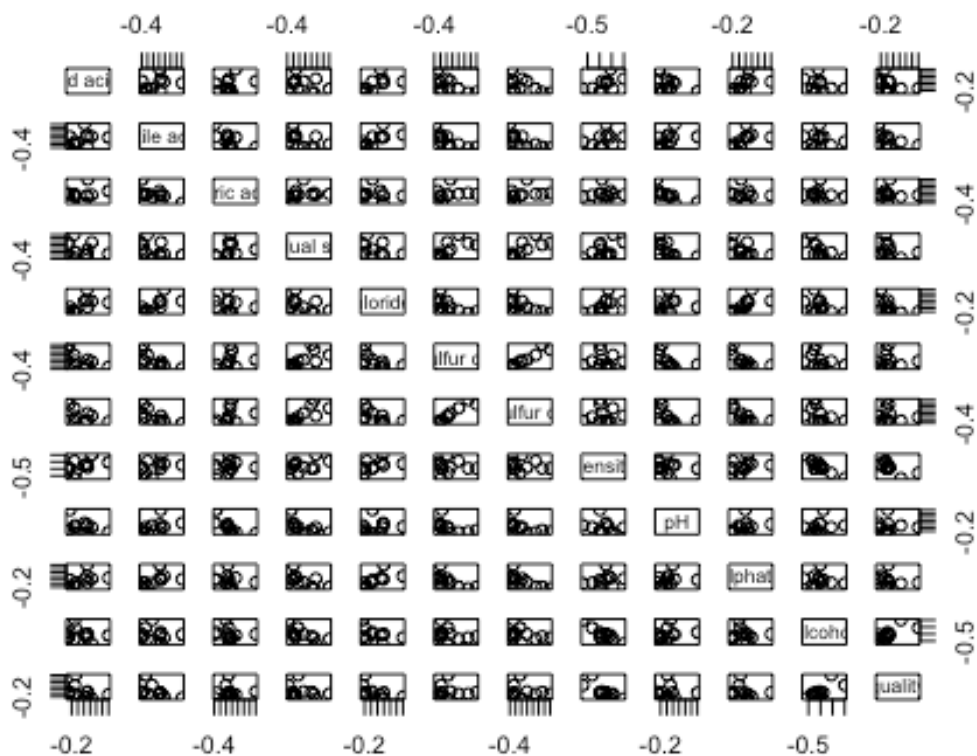 -0.4 -0.4 -0.4 -0.5 -0.2 -0.2
d aci -0.2
-0.4 ile ac
ric ac -0.4
-0.4 ual s
lorid -0.2
-0.4 lfur
lfur -0.4
-0.5 ensit
pH -0.2
-0.2 lphat
lcoho -0.5
-0.2 ualit
-0.2 -0.4 -0.2 -0.4 -0.2 -0.5